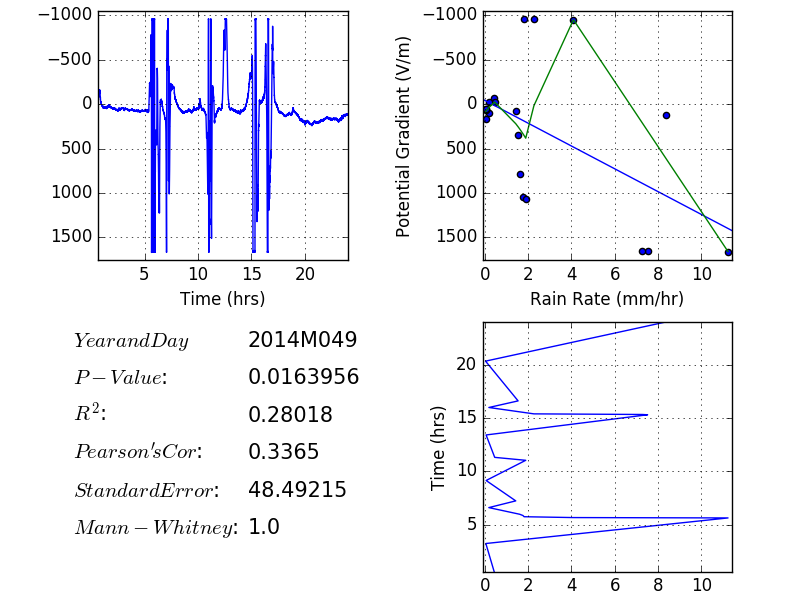 −1000
−500
0
500
1000
1500
5 10 15 20
Time (hrs)
−1000
−500
0
500
1000
1500
Potential Gradient (V/m)
0 2 4 6 8 10
Rain Rate (mm/hr)
YearandDay 2014M049
P−Value: 0.0163956
R²: 0.28018
Pearson'sCor: 0.3365
StandardError: 48.49215
Mann−Whitney: 1.0
20
15
10
5
Time (hrs)
0 2 4 6 8 10